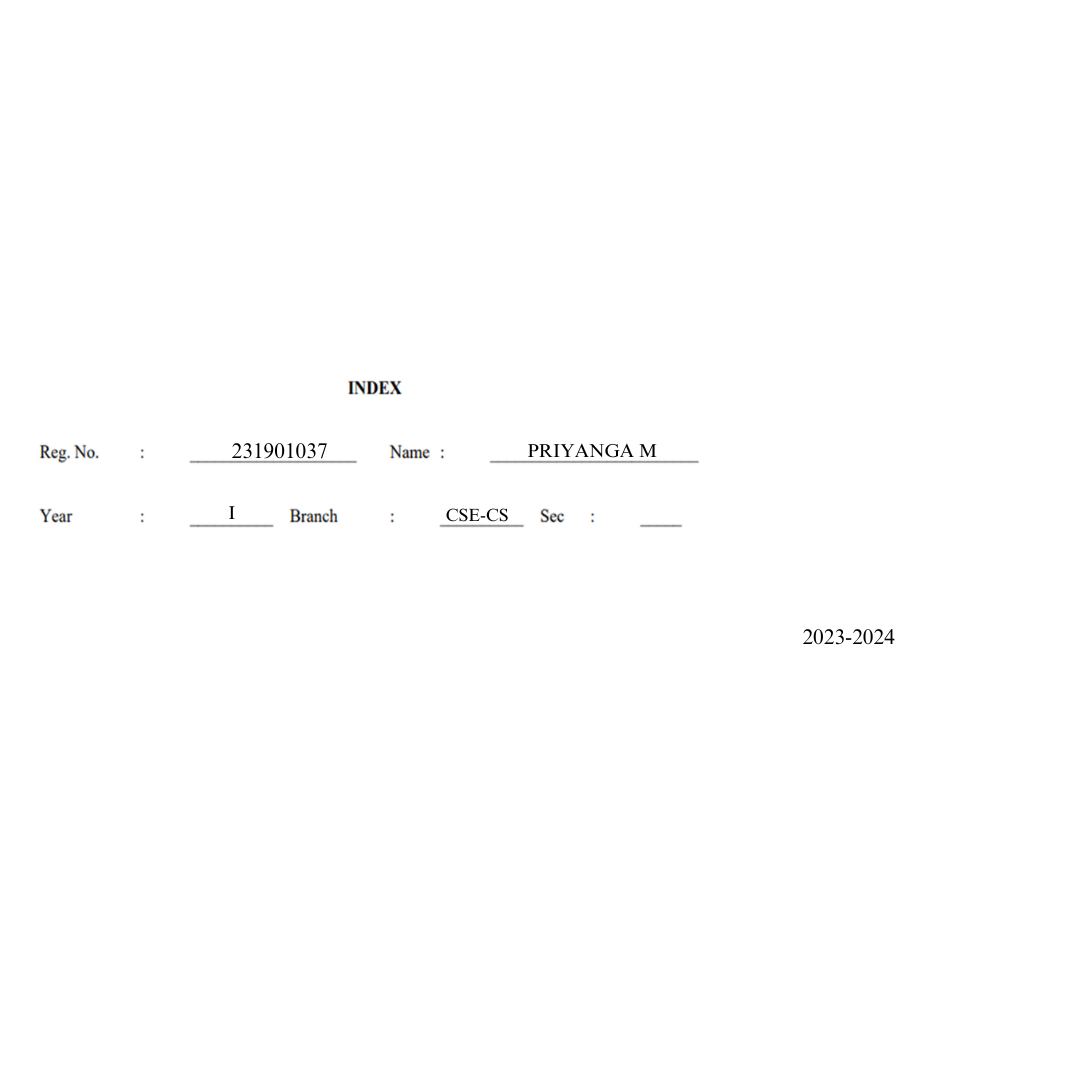 INDEX
Reg. No. : 231901037 Name : PRIYANGA M
Year : I Branch : CSE-CS Sec :
2023-2024